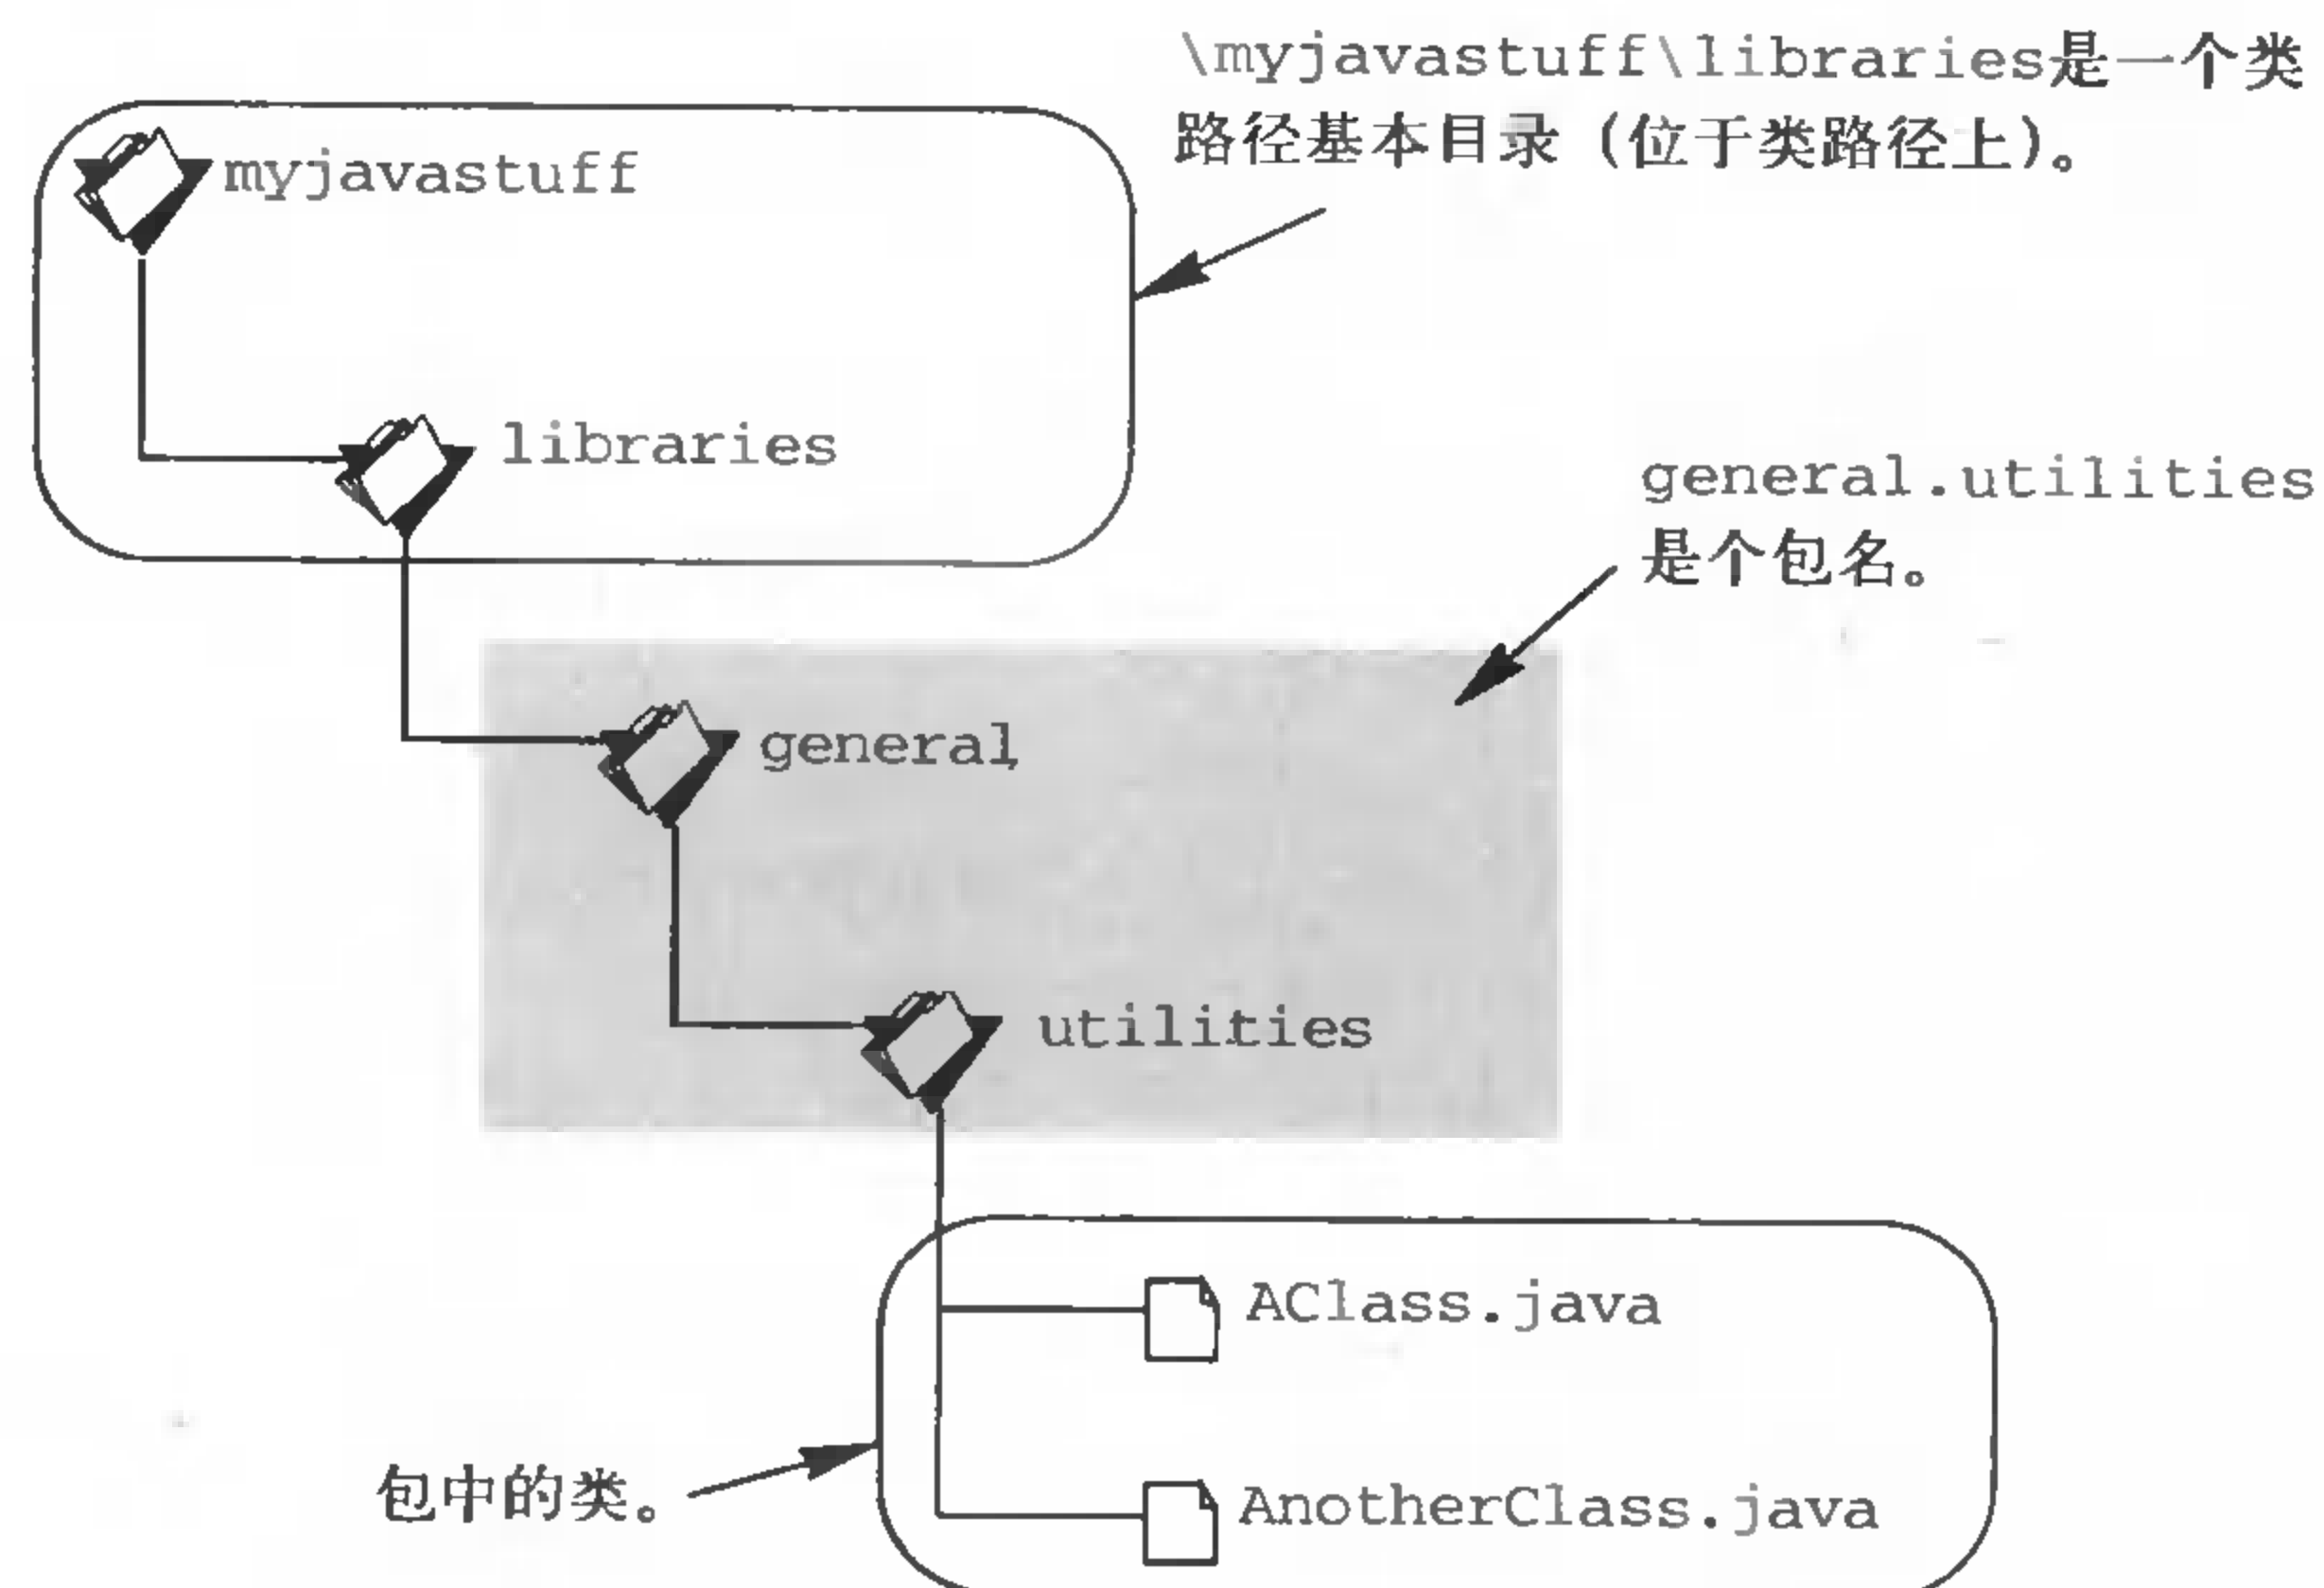 \myjavastuff\libraries是一个类
路径基本目录（位于类路径上）。
myjavastuff
libraries
general.utilities
是个包名。
general
utilities
AClass.java
包中的类。
AnotherClass.java